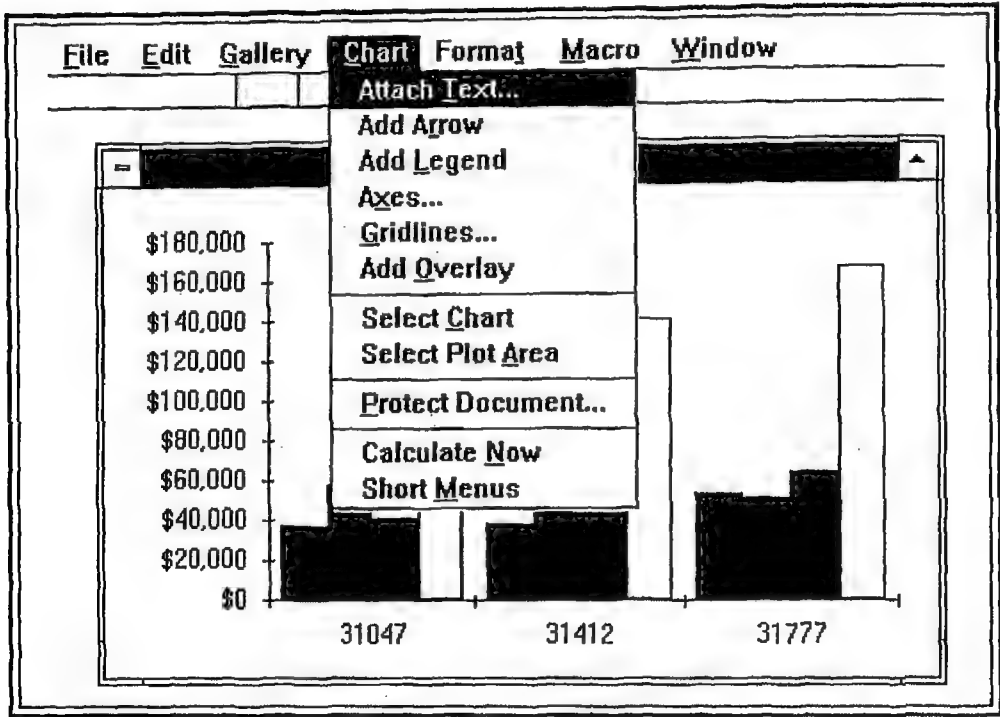 File Edit Gallery Chart Format Macro Window
Attach Text...
Add Arrow
Add Legend
Axes...
Gridlines...
Add Overlay
Select Chart
Select Plot Area
Protect Document...
Calculate Now
Short Menus
$180,000
$160,000
$140,000
$120,000
$100,000
$80,000
$60,000
$40,000
$20,000
$0
31047 31412 31777